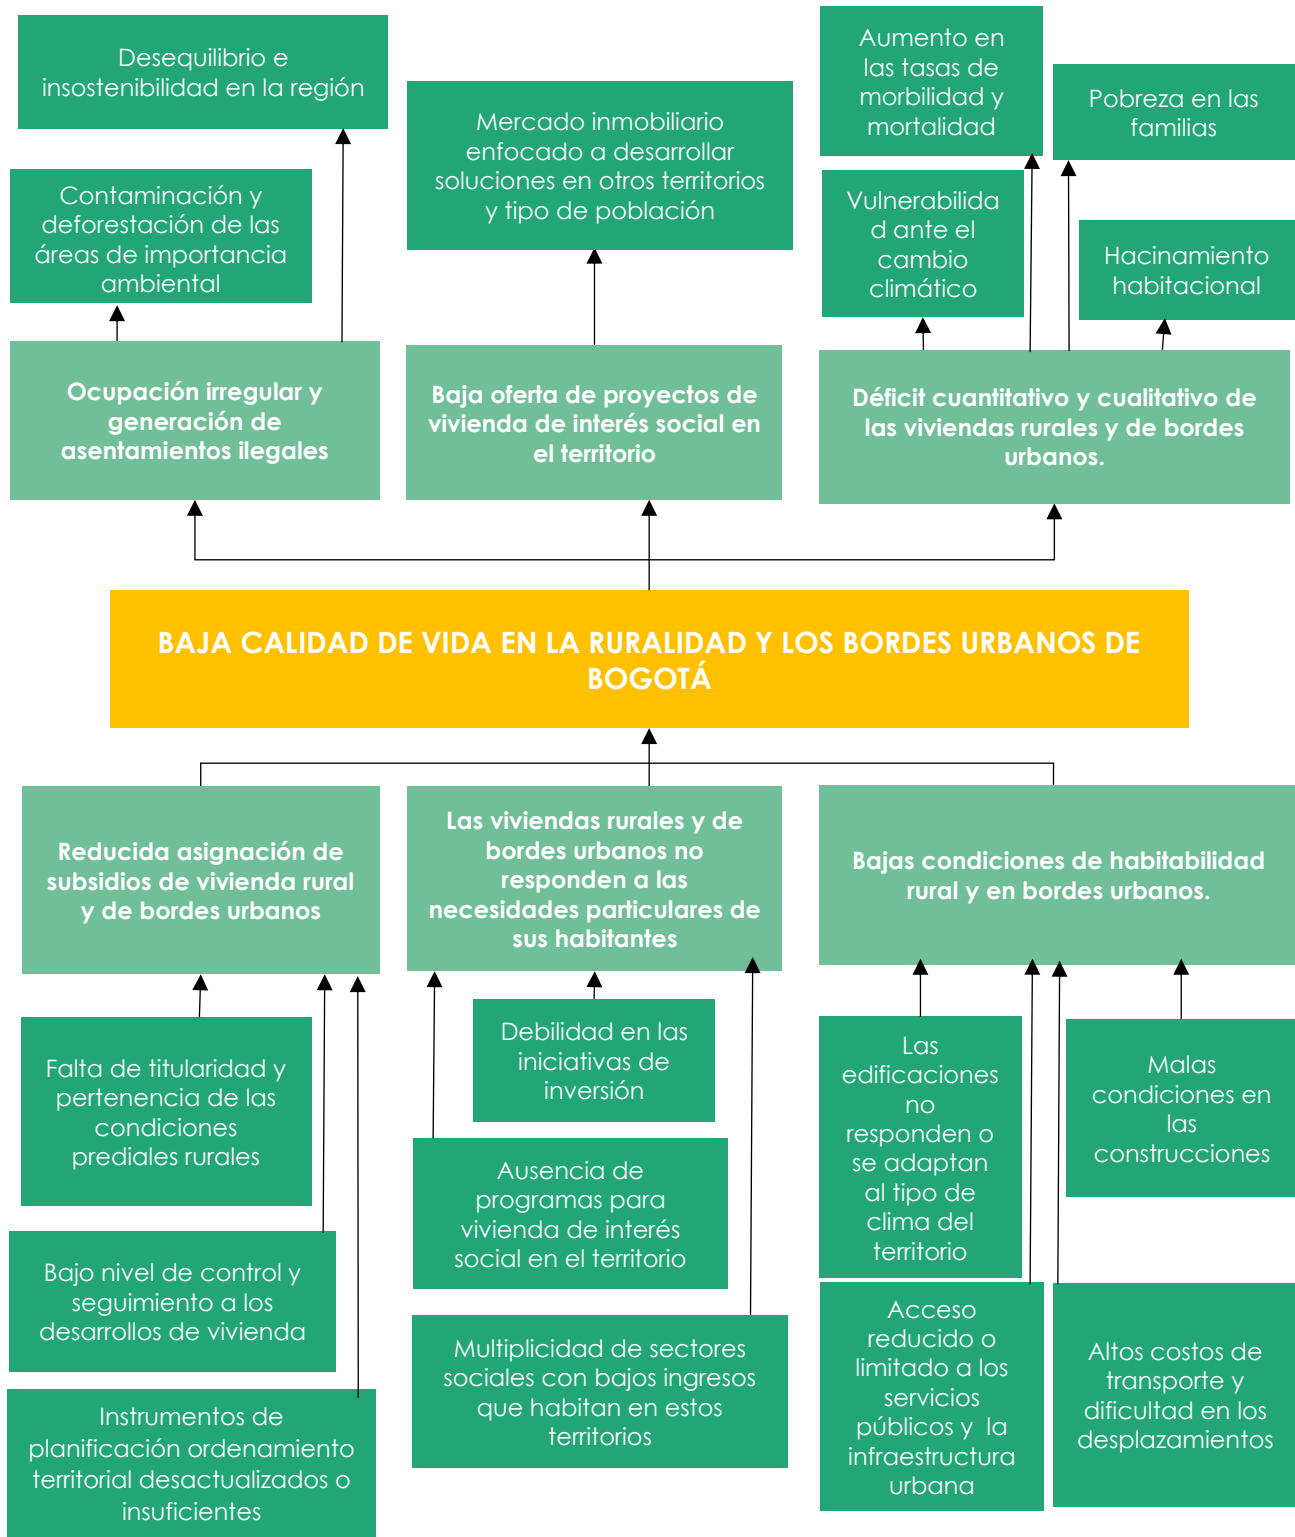 Desequilibrio e
insostenibilidad en la región
Contaminación y
deforestación de las
áreas de importancia
ambiental
Mercado inmobiliario
enfocado a desarrollar
soluciones en otros territorios
y tipo de población
Aumento en
las tasas de
morbilidad y
mortalidad
Pobreza en las
familias
Vulnerabilida
d ante el
cambio
climático
Hacinamiento
habitacional
Ocupación irregular y
generación de
asentamientos ilegales
Baja oferta de proyectos de
vivienda de interés social en
el territorio
Déficit cuantitativo y cualitativo de
las viviendas rurales y de bordes
urbanos.
BAJA CALIDAD DE VIDA EN LA RURALIDAD Y LOS BORDES URBANOS DE
BOGOTÁ
Reducida asignación de
subsidios de vivienda rural
y de bordes urbanos
Las viviendas rurales y de
bordes urbanos no
responden a las
necesidades particulares de
sus habitantes
Bajas condiciones de habitabilidad
rural y en bordes urbanos.
Falta de titularidad y
pertenencia de las
condiciones
prediales rurales
Bajo nivel de control y
seguimiento a los
desarrollos de vivienda
Instrumentos de
planificación ordenamiento
territorial desactualizados o
insuficientes
Debilidad en las
iniciativas de
inversión
Ausencia de
programas para
vivienda de interés
social en el territorio
Multiplicidad de sectores
sociales con bajos ingresos
que habitan en estos
territorios
Las
edificaciones
no
responden o
se adaptan
al tipo de
clima del
territorio
Malas
condiciones en
las
construcciones
Acceso
reducido o
limitado a los
servicios
públicos y  la
infraestructura
urbana
Altos costos de
transporte y
dificultad en los
desplazamientos